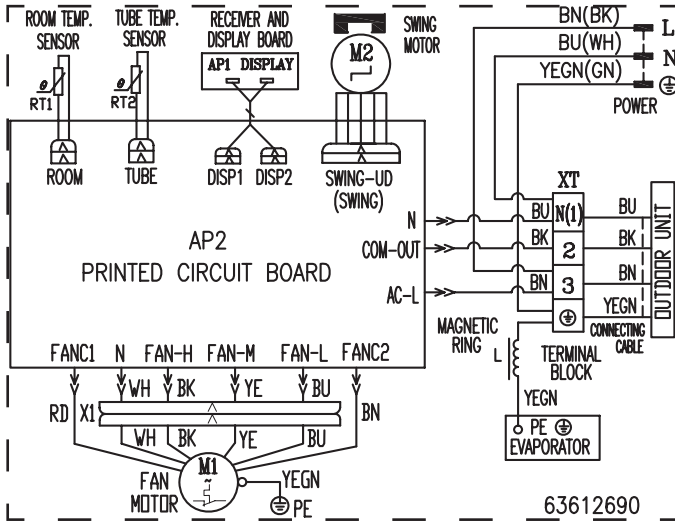 ROOM TEMP.
SENSOR
TUBE TEMP.
SENSOR
RECEIVER AND
DISPLAY BOARD
SWING
MOTOR
BN(BK)
L
BU(WH)
N
YEGN(GN)
POWER
θ
RT1
θ
RT2
AP1 DISPLAY
M2
ROOM
TUBE
DISP1
DISP2
SWING-UD
(SWING)
AP2
PRINTED CIRCUIT BOARD
N
COM-OUT
AC-L
XT
BU
N(1)
BU
BK
2
BK
BN
3
BN
YEGN
OUTDOOR UNIT
CONNECTING
CABLE
MAGNETIC
RING
L
TERMINAL
BLOCK
YEGN
PE
EVAPORATOR
FANC1
N
FAN-H
FAN-M
FAN-L
FANC2
WH
BK
YE
BU
RD
X1
BN
WH
BK
YE
BU
M1
~
FAN
MOTOR
YEGN
PE
63612690